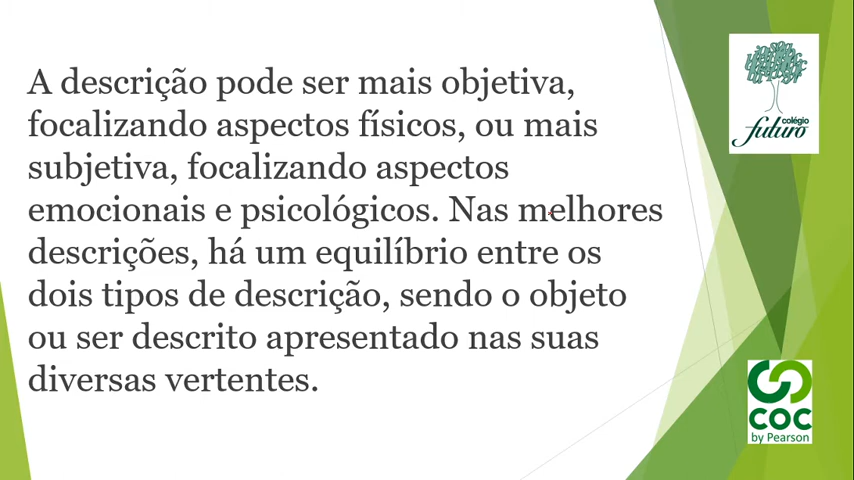 A descrição pode ser mais objetiva,
focalizando aspectos físicos, ou mais
subjetiva, focalizando aspectos
emocionais e psicológicos. Nas melhores
descrições, há um equilíbrio entre os
dois tipos de descrição, sendo o objeto
ou ser descrito apresentado nas suas
diversas vertentes.
colégio
futuro
COC
by Pearson